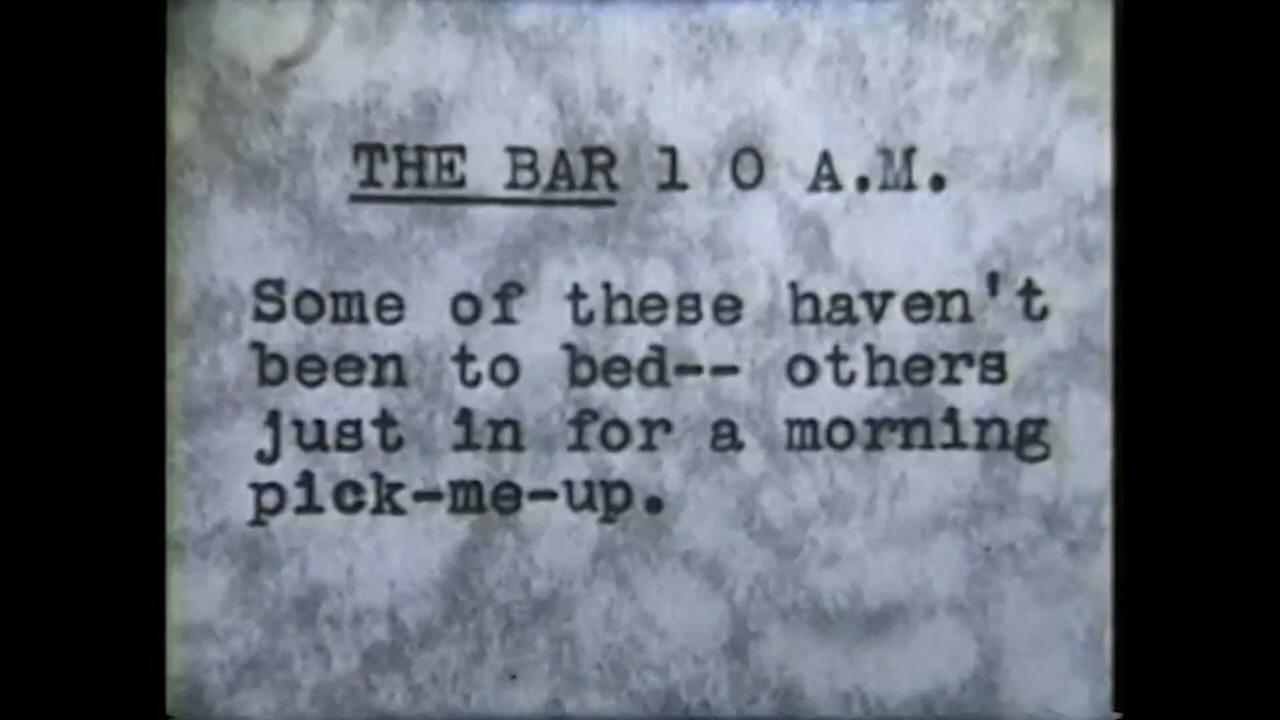 THE BAR 1 0 A.M.
Some of these haven't
been to bed-- others
just in for a morning
pick-me-up.